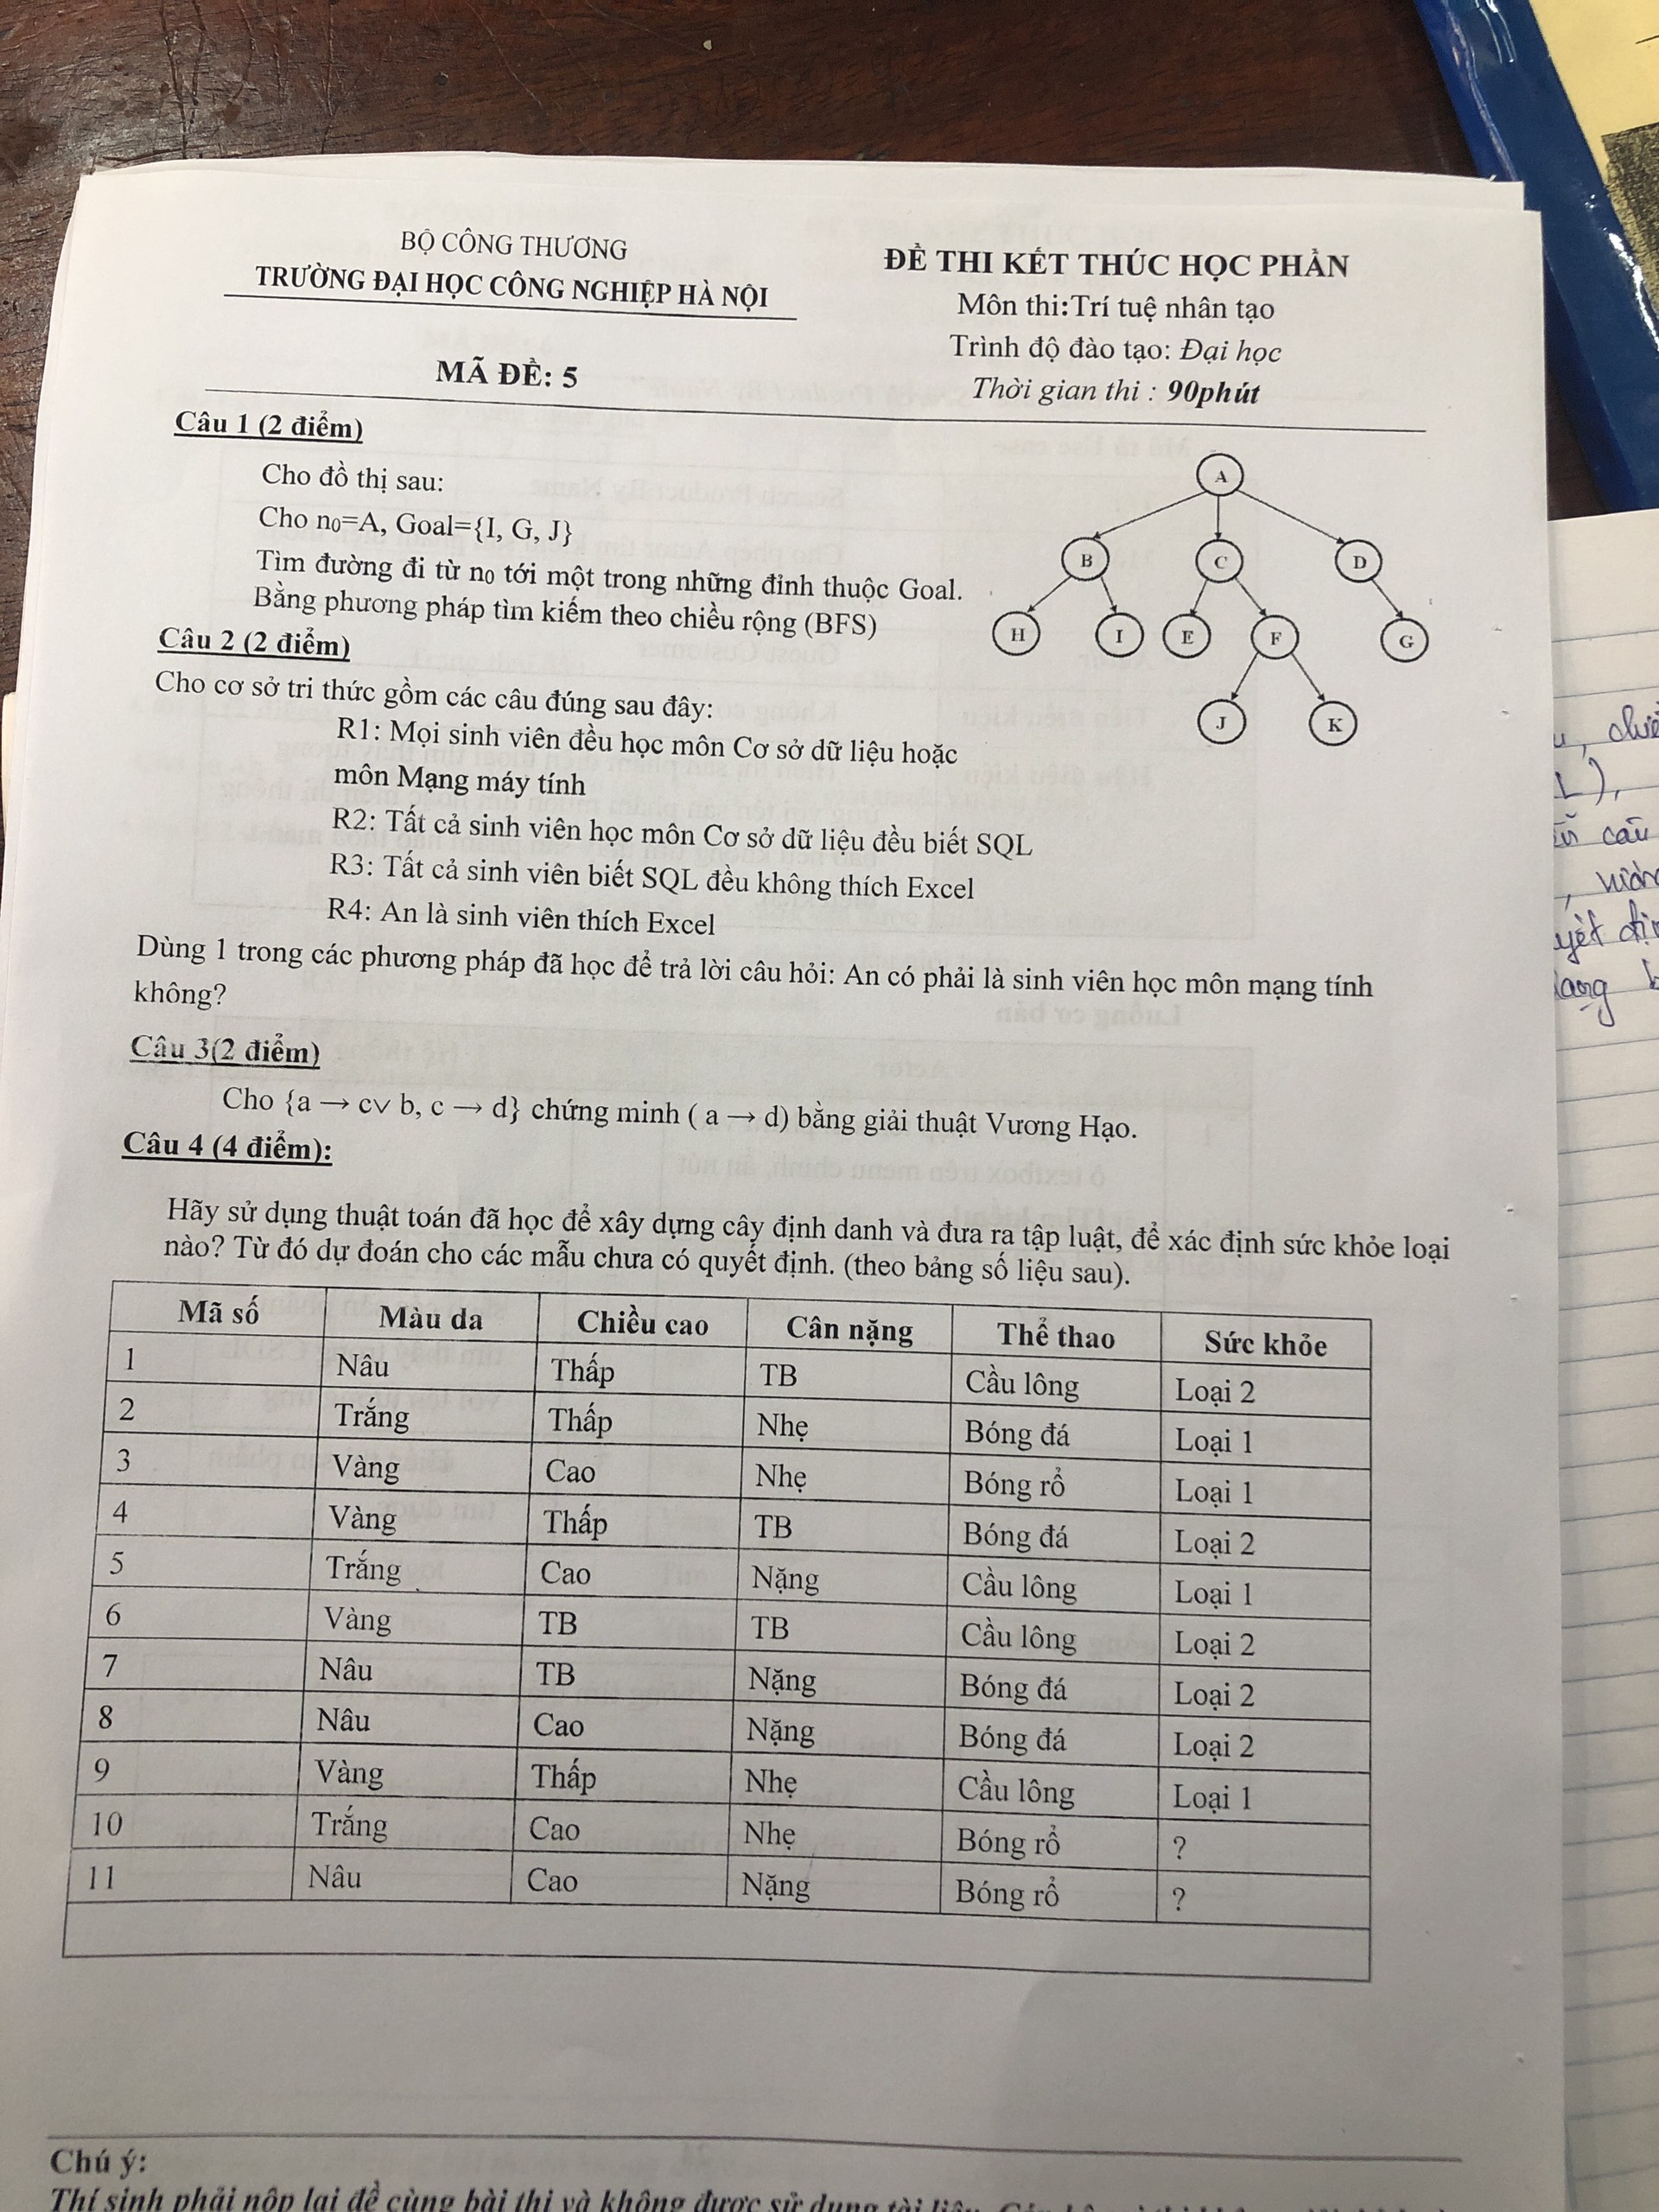 BỘ CÔNG THƯƠNG
TRƯỜNG ĐẠI HỌC CÔNG NGHIỆP HÀ NỘI
MÃ ĐỀ: 5
ĐỀ THI KẾT THÚC HỌC PHẦN
Môn thi:Trí tuệ nhân tạo
Trình độ đào tạo: Đại học
Thời gian thi : 90phút
Câu 1 (2 điểm)
Cho đồ thị sau:
Cho n0=A, Goal={I, G, J}
Tìm đường đi từ n0 tới một trong những đỉnh thuộc Goal.
Bằng phương pháp tìm kiếm theo chiều rộng (BFS)
A
B C D
H I E F G
J K
Câu 2 (2 điểm)
Cho cơ sở tri thức gồm các câu đúng sau đây:
R1: Mọi sinh viên đều học môn Cơ sở dữ liệu hoặc
môn Mạng máy tính
R2: Tất cả sinh viên học môn Cơ sở dữ liệu đều biết SQL
R3: Tất cả sinh viên biết SQL đều không thích Excel
R4: An là sinh viên thích Excel
Dùng 1 trong các phương pháp đã học để trả lời câu hỏi: An có phải là sinh viên học môn mạng tính
không?
Câu 3(2 điểm)
Cho {a → c∨ b, c → d} chứng minh ( a → d) bằng giải thuật Vương Hạo.
Câu 4 (4 điểm):
Hãy sử dụng thuật toán đã học để xây dựng cây định danh và đưa ra tập luật, để xác định sức khỏe loại
nào? Từ đó dự đoán cho các mẫu chưa có quyết định. (theo bảng số liệu sau).
Mã số Màu da Chiều cao Cân nặng Thể thao Sức khỏe
1 Nâu Thấp TB Cầu lông Loại 2
2 Trắng Thấp Nhẹ Bóng đá Loại 1
3 Vàng Cao Nhẹ Bóng rổ Loại 1
4 Vàng Thấp TB Bóng đá Loại 2
5 Trắng Cao Nặng Cầu lông Loại 1
6 Vàng TB TB Cầu lông Loại 2
7 Nâu TB Nặng Bóng đá Loại 2
8 Nâu Cao Nặng Bóng đá Loại 2
9 Vàng Thấp Nhẹ Cầu lông Loại 1
10 Trắng Cao Nhẹ Bóng rổ ?
11 Nâu Cao Nặng Bóng rổ ?
Chú ý:
Thí sinh phải nộp lại đề cùng bài thi và không được sử dụng tài liệu.